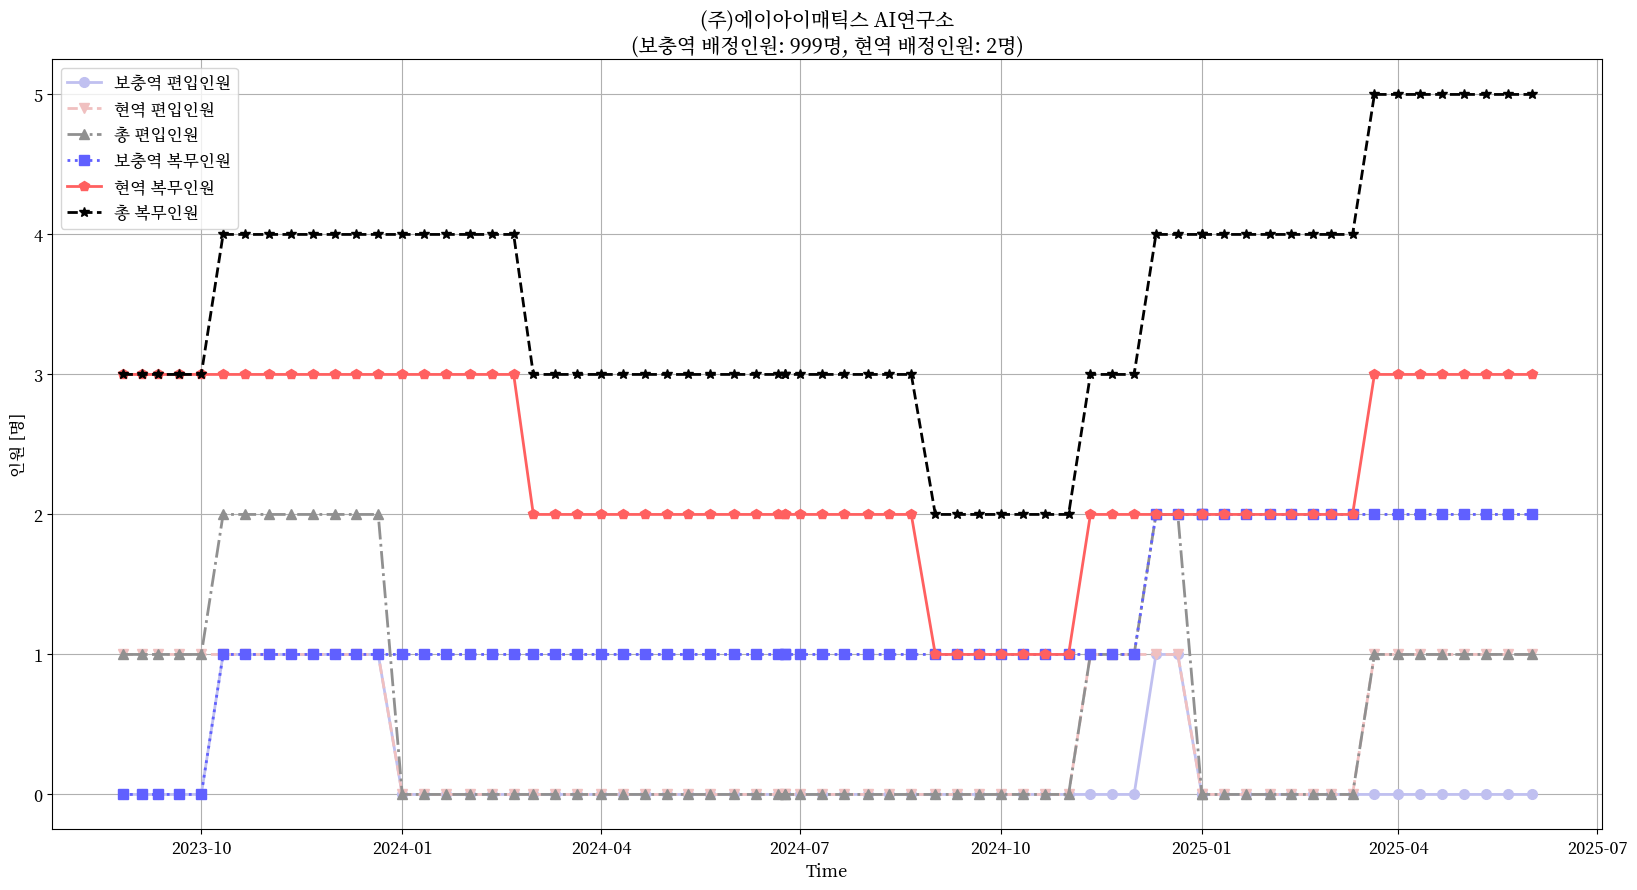 (주)에이아이매틱스 AI연구소
(보충역 배정인원: 999명, 현역 배정인원: 2명)
보충역 편입인원
현역 편입인원
총 편입인원
보충역 복무인원
현역 복무인원
총 복무인원
인원 [명]
5
4
3
2
1
0
2023-10
2024-01
2024-04
2024-07
2024-10
2025-01
2025-04
2025-07
Time